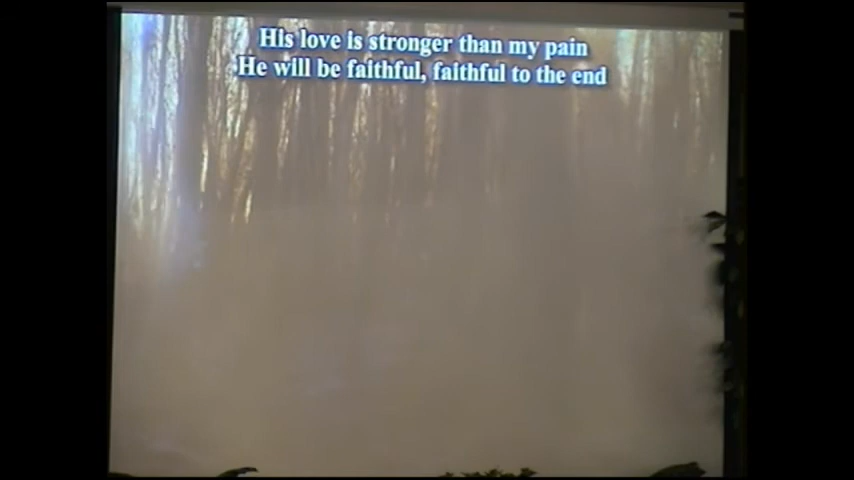 His love is stronger than my pain
He will be faithful, faithful to the end